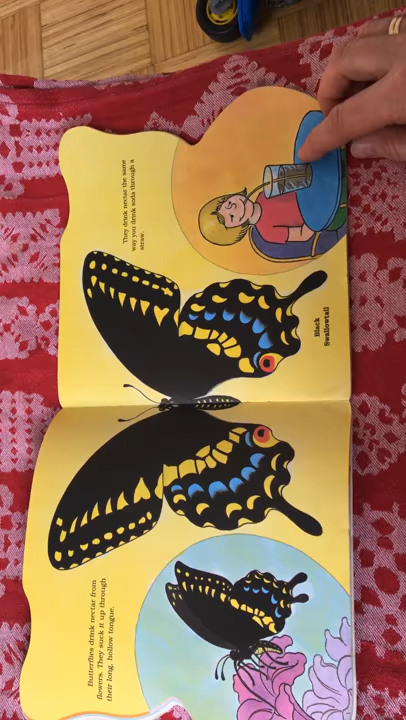 Butterflies drink nectar from
flowers. They suck it up through
their long, hollow tongue.
They drink nectar the same
way you drink soda through a
straw.
Black
Swallowtail